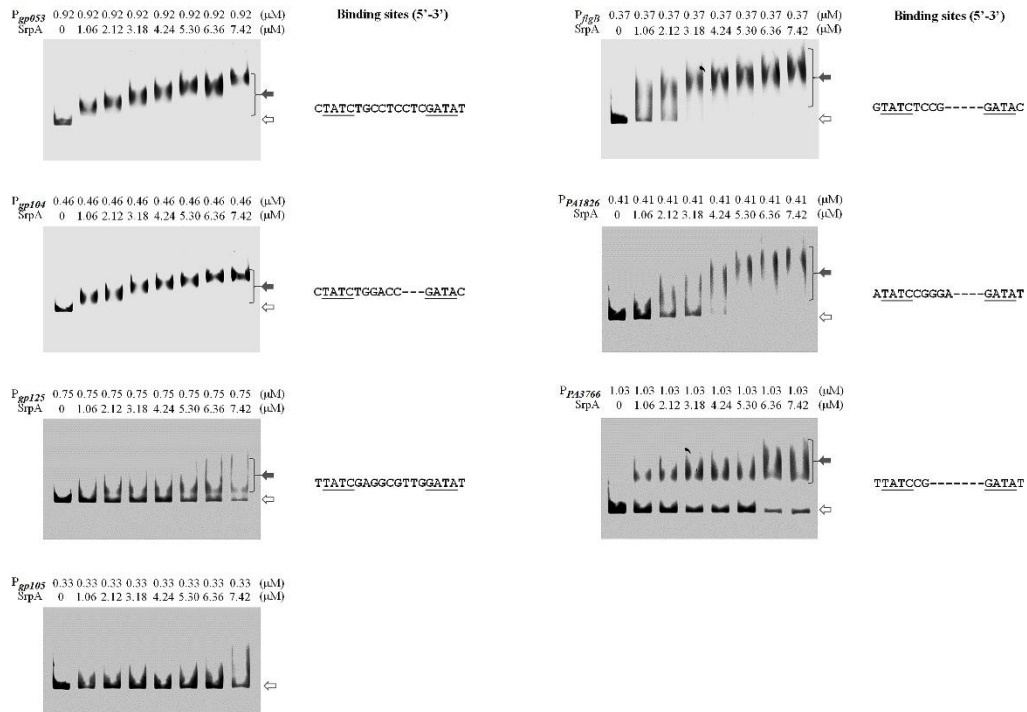 P gp053 0.92 0.92 0.92 0.92 0.92 0.92 0.92 0.92 (μM) Binding sites (5'-3')
SrpA 0 1.06 2.12 3.18 4.24 5.30 6.36 7.42 (μM)
CTATCTGCCTCCTCGATAT
P gp104 0.46 0.46 0.46 0.46 0.46 0.46 0.46 0.46 (μM)
SrpA 0 1.06 2.12 3.18 4.24 5.30 6.36 7.42 (μM)
CTATCTGGACC---GATAC
P gp125 0.75 0.75 0.75 0.75 0.75 0.75 0.75 0.75 (μM)
SrpA 0 1.06 2.12 3.18 4.24 5.30 6.36 7.42 (μM)
TTATCGAGGCGTTGGATAT
P gp105 0.33 0.33 0.33 0.33 0.33 0.33 0.33 0.33 (μM)
SrpA 0 1.06 2.12 3.18 4.24 5.30 6.36 7.42 (μM)
P flgB 0.37 0.37 0.37 0.37 0.37 0.37 0.37 0.37 (μM) Binding sites (5'-3')
SrpA 0 1.06 2.12 3.18 4.24 5.30 6.36 7.42 (μM)
GTATCTCCG-----GATAC
P PA1826 0.41 0.41 0.41 0.41 0.41 0.41 0.41 0.41 (μM)
SrpA 0 1.06 2.12 3.18 4.24 5.30 6.36 7.42 (μM)
ATATCCGGGA----GATAT
P PA3766 1.03 1.03 1.03 1.03 1.03 1.03 1.03 1.03 (μM)
SrpA 0 1.06 2.12 3.18 4.24 5.30 6.36 7.42 (μM)
TTATCCG-------GATAT